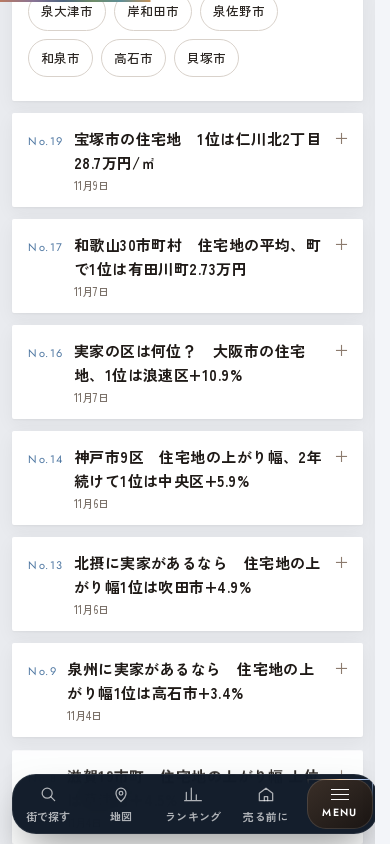 泉大津市 岸和田市 泉佐野市
和泉市 高石市 貝塚市
No.19 宝塚市の住宅地　1位は仁川北2丁目
28.7万円/㎡
11月9日
No.17 和歌山30市町村　住宅地の平均、町
で1位は有田川町2.73万円
11月7日
No.16 実家の区は何位？　大阪市の住宅
地、1位は浪速区+10.9%
11月7日
No.14 神戸市9区　住宅地の上がり幅、2年
続けて1位は中央区+5.9%
11月6日
No.13 北摂に実家があるなら　住宅地の上
がり幅1位は吹田市+4.9%
11月6日
No.9 泉州に実家があるなら　住宅地の上
がり幅1位は高石市+3.4%
11月4日
街で探す 地図 ランキング 売る前に MENU